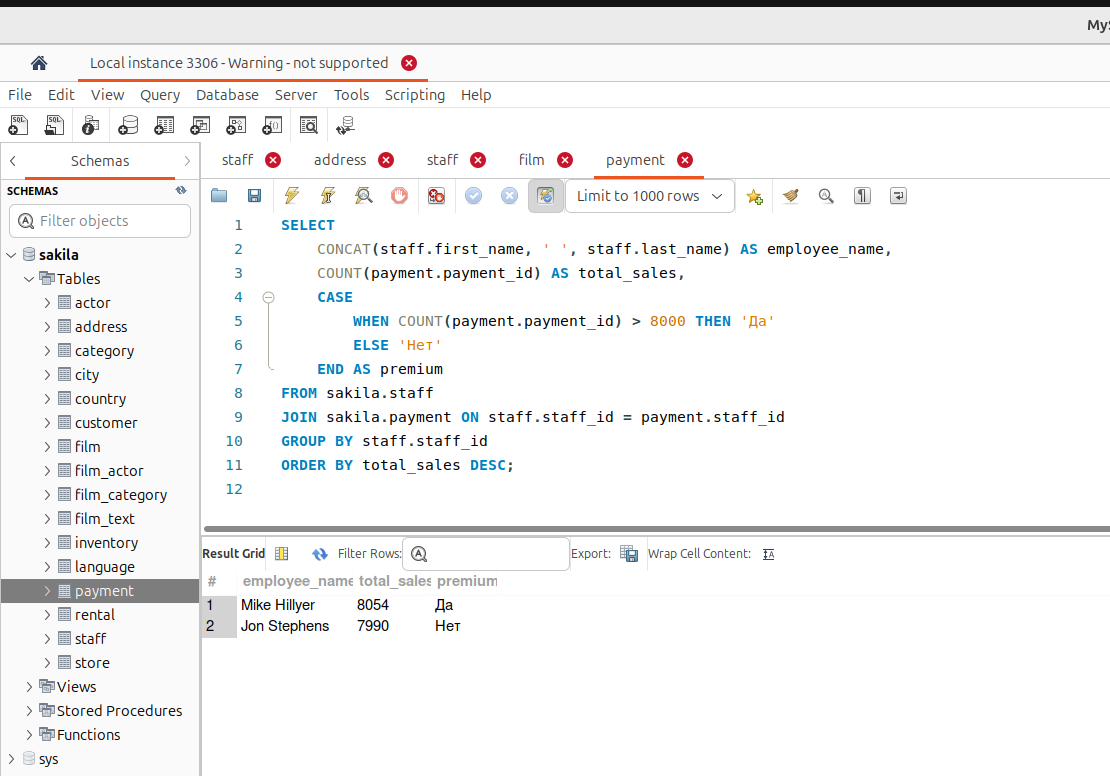 MyS
Local instance 3306 - Warning - not supported
File Edit View Query Database Server Tools Scripting Help
Schemas
staff address staff film payment
SCHEMAS
Limit to 1000 rows
Filter objects
sakila
Tables
actor
address
category
city
country
customer
film
film_actor
film_category
film_text
inventory
language
payment
rental
staff
store
Views
Stored Procedures
Functions
sys
1 SELECT
2 CONCAT(staff.first_name, ' ', staff.last_name) AS employee_name,
3 COUNT(payment.payment_id) AS total_sales,
4 CASE
5 WHEN COUNT(payment.payment_id) > 8000 THEN 'Да'
6 ELSE 'Нет'
7 END AS premium
8 FROM sakila.staff
9 JOIN sakila.payment ON staff.staff_id = payment.staff_id
10 GROUP BY staff.staff_id
11 ORDER BY total_sales DESC;
12
Result Grid Filter Rows: Export: Wrap Cell Content:
# employee_name total_sales premium
1 Mike Hillyer 8054 Да
2 Jon Stephens 7990 Нет